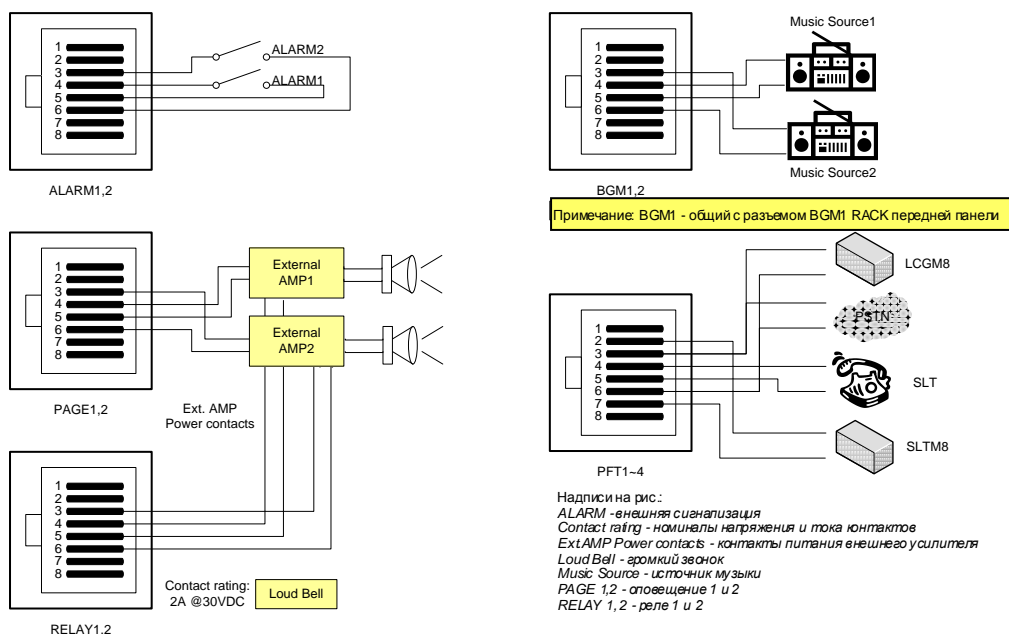 1
2
3
4
5
6
7
8
ALARM2
ALARM1
ALARM1,2
1
2
3
4
5
6
7
8
Music Source1
Music Source2
BGM1,2
Примечание: BGM1 - общий с разъемом BGM1 RACK передней панели
1
2
3
4
5
6
7
8
External
AMP1
External
AMP2
PAGE1,2
Ext. AMP
Power contacts
1
2
3
4
5
6
7
8
LCGM8
PSTN
SLT
SLTM8
PFT1~4
1
2
3
4
5
6
7
8
Contact rating:
2A @30VDC
Loud Bell
RELAY1,2
Надписи на рис.:
ALARM - внешняя сигнализация
Contact rating - номиналы напряжения и тока контактов
Ext.AMP Power contacts - контакты питания внешнего усилителя
Loud Bell - громкий звонок
Music Source - источник музыки
PAGE 1,2 - оповещение 1 и 2
RELAY 1, 2 - реле 1 и 2